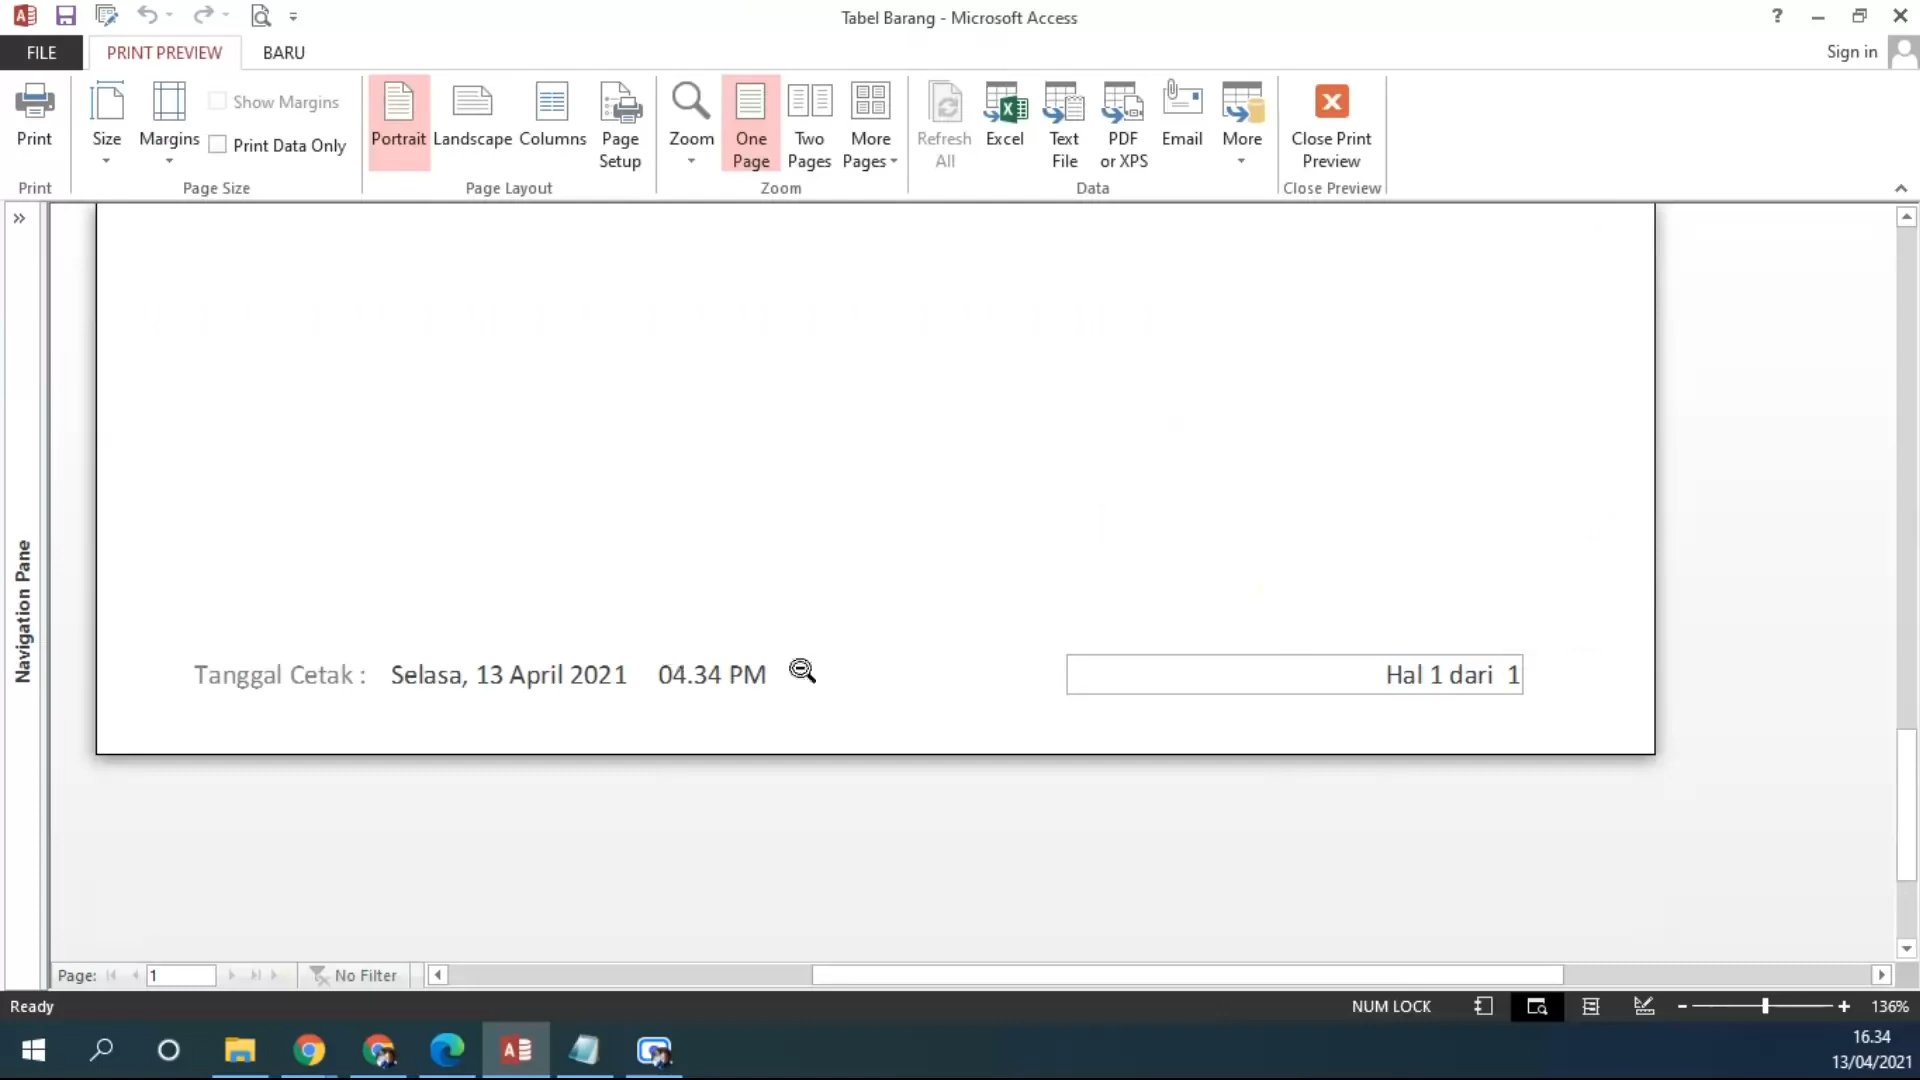 Tabel Barang - Microsoft Access
?
FILE PRINT PREVIEW BARU Sign in
Print
Size
Margins
Show Margins
Print Data Only
Portrait
Landscape
Columns
Page Setup
Zoom
One Page
Two Pages
More Pages
Refresh All
Excel
Text File
PDF or XPS
Email
More
Close Print Preview
Print Page Size Page Layout Zoom Data Close Preview
Navigation Pane
Tanggal Cetak : Selasa, 13 April 2021 04.34 PM Hal 1 dari 1
Page: 1 No Filter
Ready NUM LOCK 136%
16.34
13/04/2021